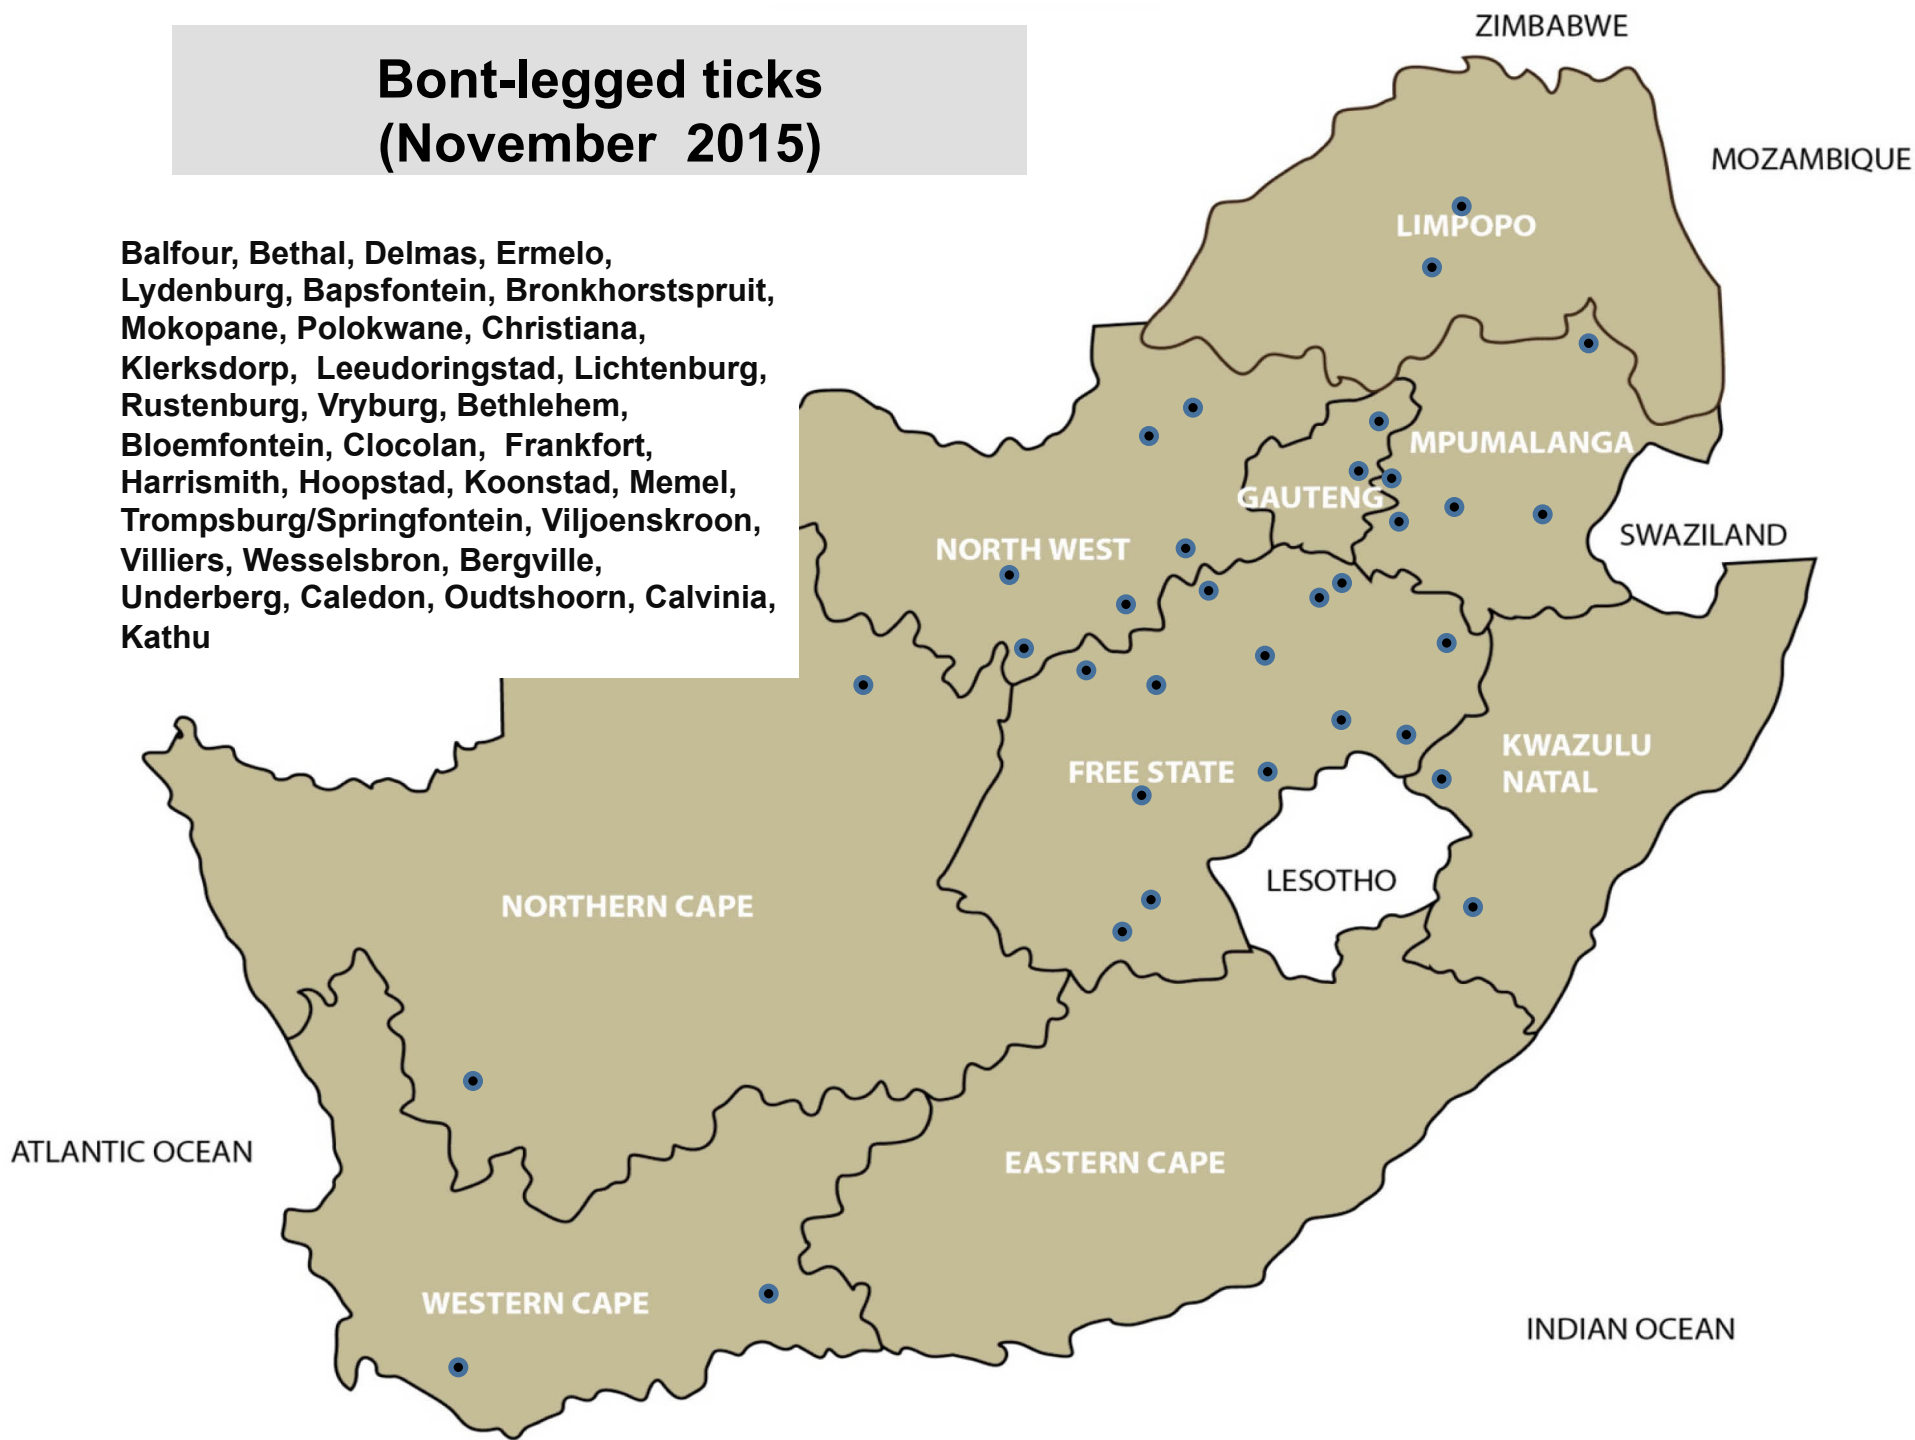 Bont-legged ticks
(November 2015)
Balfour, Bethal, Delmas, Ermelo,
Lydenburg, Bapsfontein, Bronkhorstspruit,
Mokopane, Polokwane, Christiana,
Klerksdorp, Leeudoringstad, Lichtenburg,
Rustenburg, Vryburg, Bethlehem,
Bloemfontein, Clocolan, Frankfort,
Harrismith, Hoopstad, Koonstad, Memel,
Trompsburg/Springfontein, Viljoenskroon,
Villiers, Wesselsbron, Bergville,
Underberg, Caledon, Oudtshoorn, Calvinia,
Kathu
ZIMBABWE
MOZAMBIQUE
LIMPOPO
MPUMALANGA
GAUTENG
SWAZILAND
NORTH WEST
KWAZULU
NATAL
FREE STATE
LESOTHO
NORTHERN CAPE
ATLANTIC OCEAN
EASTERN CAPE
WESTERN CAPE
INDIAN OCEAN